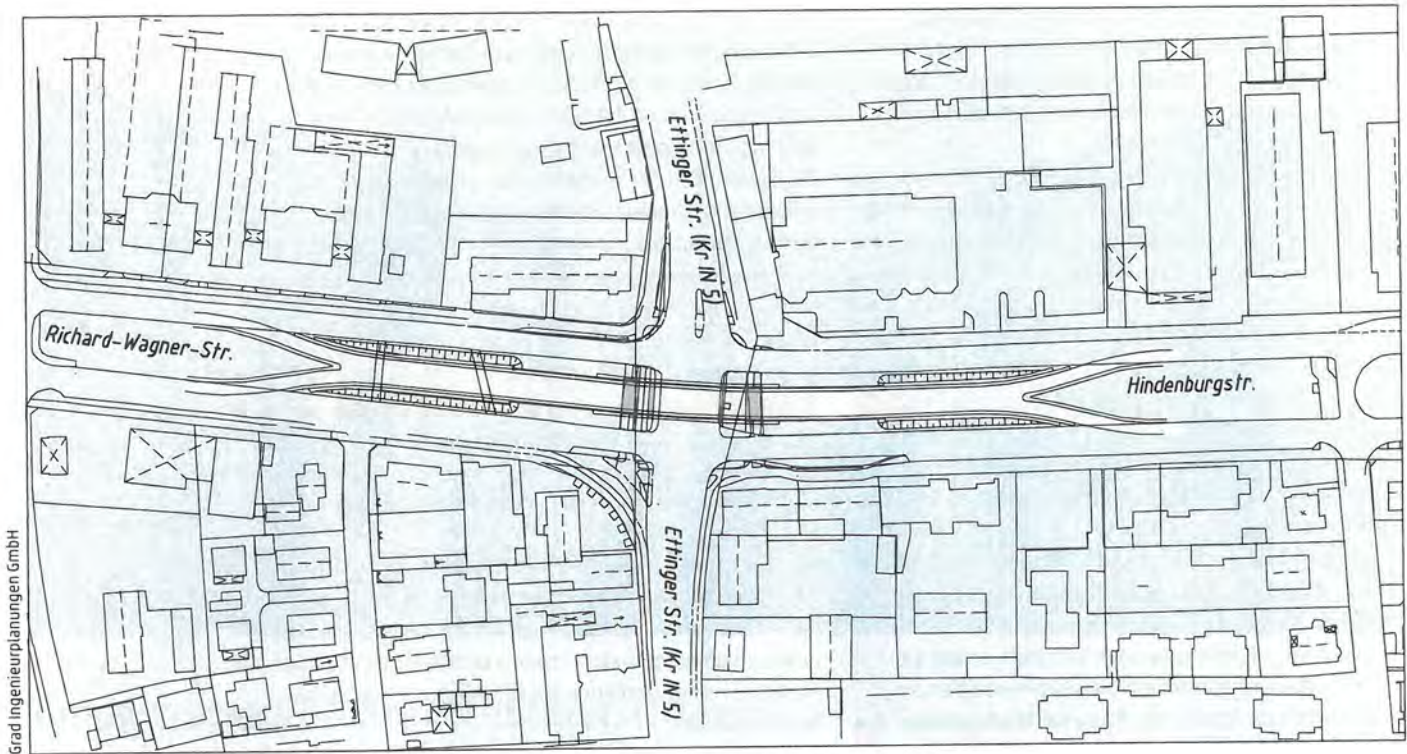 Ettinger Str. (Kr IN 5)
Richard-Wagner-Str.
Hindenburgstr.
Ettinger Str. (Kr IN 5)
Grad Ingenieurplanungen GmbH